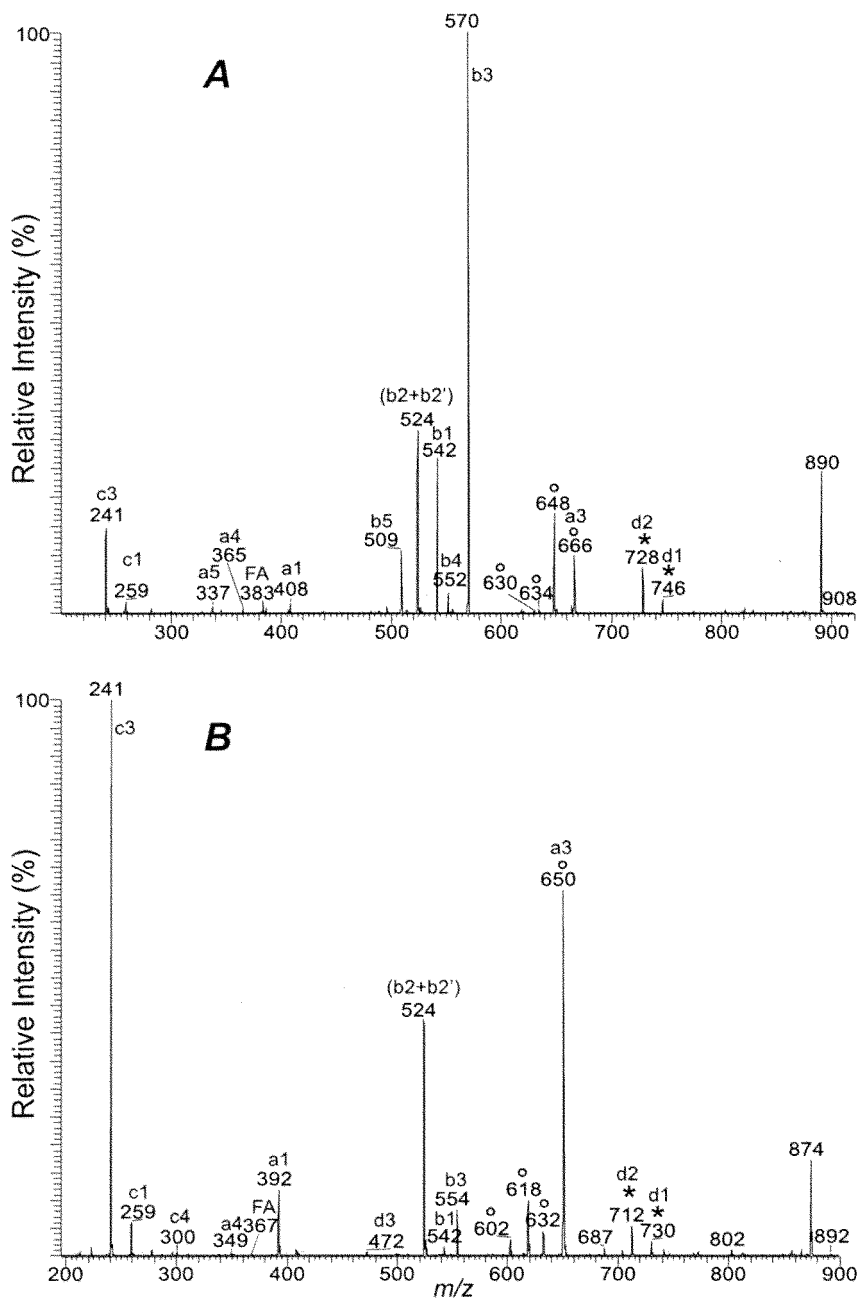 100
570
A
b3
Relative Intensity (%)
(b2+b2')
524
b1
542
890
c3
241
b5
509
a4
365
a5
337
FA
383
a1
408
c1
259
b4
552
648
a3
666
630
634
d2
*
728
d1
*
746
908
300
400
500
600
700
800
900
100
241
c3
B
Relative Intensity (%)
a3
650
(b2+b2')
524
a1
392
874
c1
259
c4
300
a4
349
FA
367
d3
472
b1
542
b3
554
602
618
632
687
d2
*
712
d1
*
730
802
892
200
300
400
500
600
700
800
900
m/z